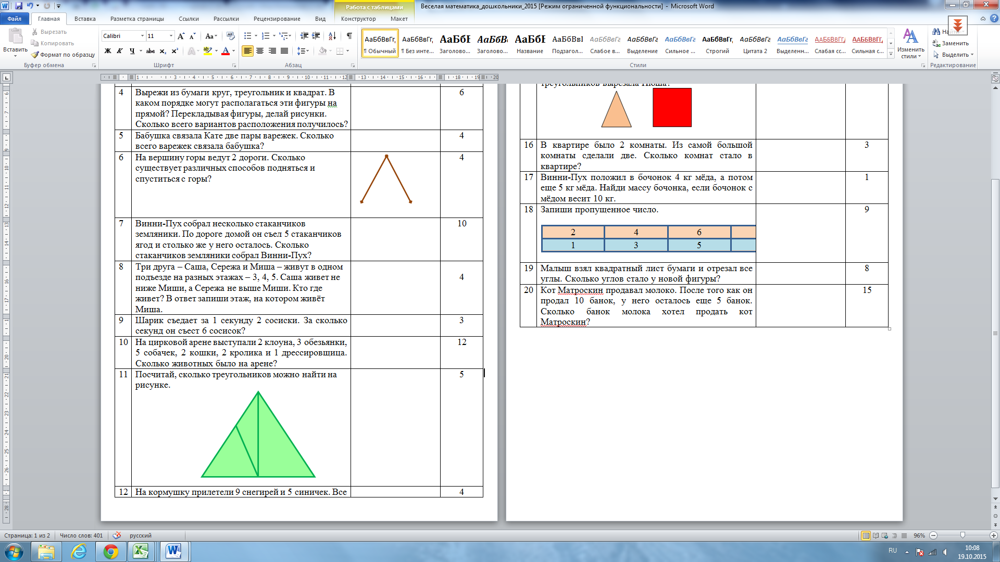 Работа с таблицами
Веселая математика_дошкольники_2015 [Режим ограниченной функциональности] - Microsoft Word
Файл Главная Вставка Разметка страницы Ссылки Рассылки Рецензирование Вид Конструктор Макет
Вставить
Вырезать
Копировать
Формат по образцу
Буфер обмена
Calibri 11
Шрифт
Абзац
АаБбВвГг, АаБбВвГг, АаБбЕ АаБбВв АаБбЕ АаБбВвІ АаБбВвГг АаБбВвГг АаБбВвГг АаБбВвГг, АаБбВвГг АаБбВвГг ААББВВГГ, ААББВВГГ,
¶ Обычный ¶ Без инте... Заголово... Заголово... Название Подзагол... Слабое в... Выделение Сильное ... Строгий Цитата 2 Выделенн... Слабая сс... Сильная с...
Стили
Изменить стили
Заменить
Выделить
Редактирование
4 Вырежи из бумаги круг, треугольник и квадрат. В 6
каком порядке могут располагаться эти фигуры на
прямой? Перекладывая фигуры, делай рисунки.
Сколько всего вариантов расположения получилось?
5 Бабушка связала Кате две пары варежек. Сколько 4
всего варежек связала бабушка?
6 На вершину горы ведут 2 дороги. Сколько 4
существует различных способов подняться и
спуститься с горы?
7 Винни-Пух собрал несколько стаканчиков 10
земляники. По дороге домой он съел 5 стаканчиков
ягод и столько же у него осталось. Сколько
стаканчиков земляники собрал Винни-Пух?
8 Три друга – Саша, Сережа и Миша – живут в одном
подъезде на разных этажах – 3, 4, 5. Саша живет не 4
ниже Миши, а Сережа не выше Миши. Кто где
живет? В ответ запиши этаж, на котором живёт
Миша.
9 Шарик съедает за 1 секунду 2 сосиски. За сколько 3
секунд он съест 6 сосисок?
10 На цирковой арене выступали 2 клоуна, 3 обезьянки, 12
5 собачек, 2 кошки, 2 кролика и 1 дрессировщица.
Сколько животных было на арене?
11 Посчитай, сколько треугольников можно найти на 5
рисунке.
12 На кормушку прилетели 9 снегирей и 5 синичек. Все 4
треугольников вырезала Нюша?
16 В квартире было 2 комнаты. Из самой большой 3
комнаты сделали две. Сколько комнат стало в
квартире?
17 Винни-Пух положил в бочонок 4 кг мёда, а потом 1
еще 5 кг мёда. Найди массу бочонка, если бочонок с
мёдом весит 10 кг.
18 Запиши пропущенное число. 9
2 4 6
1 3 5
19 Малыш взял квадратный лист бумаги и отрезал все 8
углы. Сколько углов стало у новой фигуры?
20 Кот Матроскин продавал молоко. После того как он 15
продал 10 банок, у него осталось еще 5 банок.
Сколько банок молока хотел продать кот
Матроскин?
Страница: 1 из 2 Число слов: 401 русский 96%
RU 10:08
19.10.2015